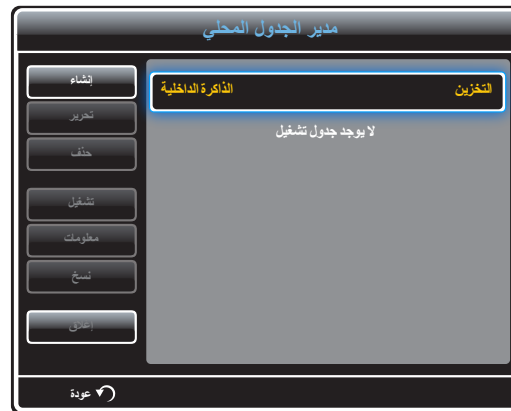 مدير الجدول المحلي
التخزين الذاكرة الداخلية
لا يوجد جدول تشغيل
إنشاء
تحرير
حذف
تشغيل
معلومات
نسخ
إغلاق
عودة